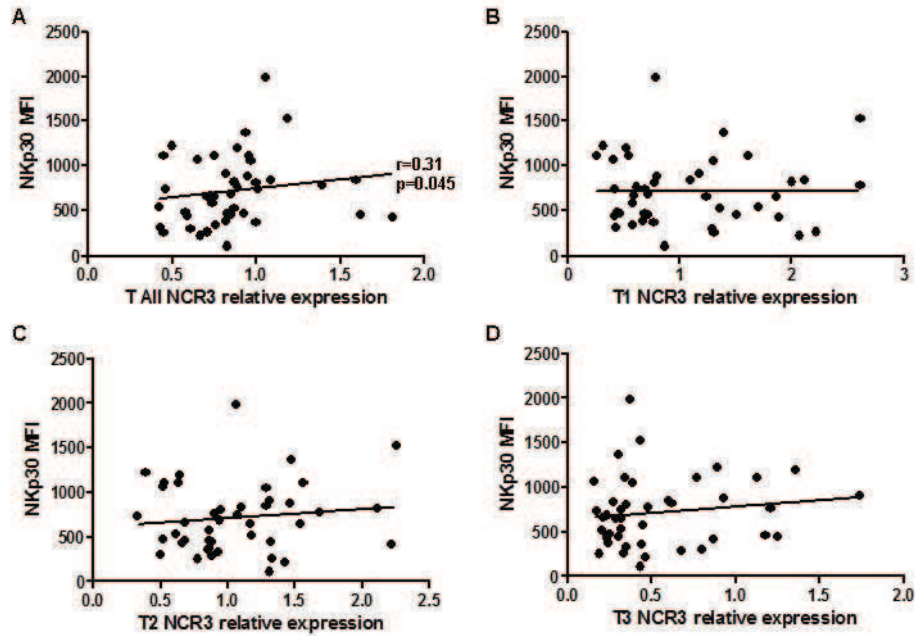 A
2500
2000
1500
1000
500
0
NKp30 MFI
r=0.31
p=0.045
0.0 0.5 1.0 1.5 2.0
T All NCR3 relative expression
B
2500
2000
1500
1000
500
0
NKp30 MFI
0 1 2 3
T1 NCR3 relative expression
C
2500
2000
1500
1000
500
0
NKp30 MFI
0.0 0.5 1.0 1.5 2.0 2.5
T2 NCR3 relative expression
D
2500
2000
1500
1000
500
0
NKp30 MFI
0.0 0.5 1.0 1.5 2.0
T3 NCR3 relative expression